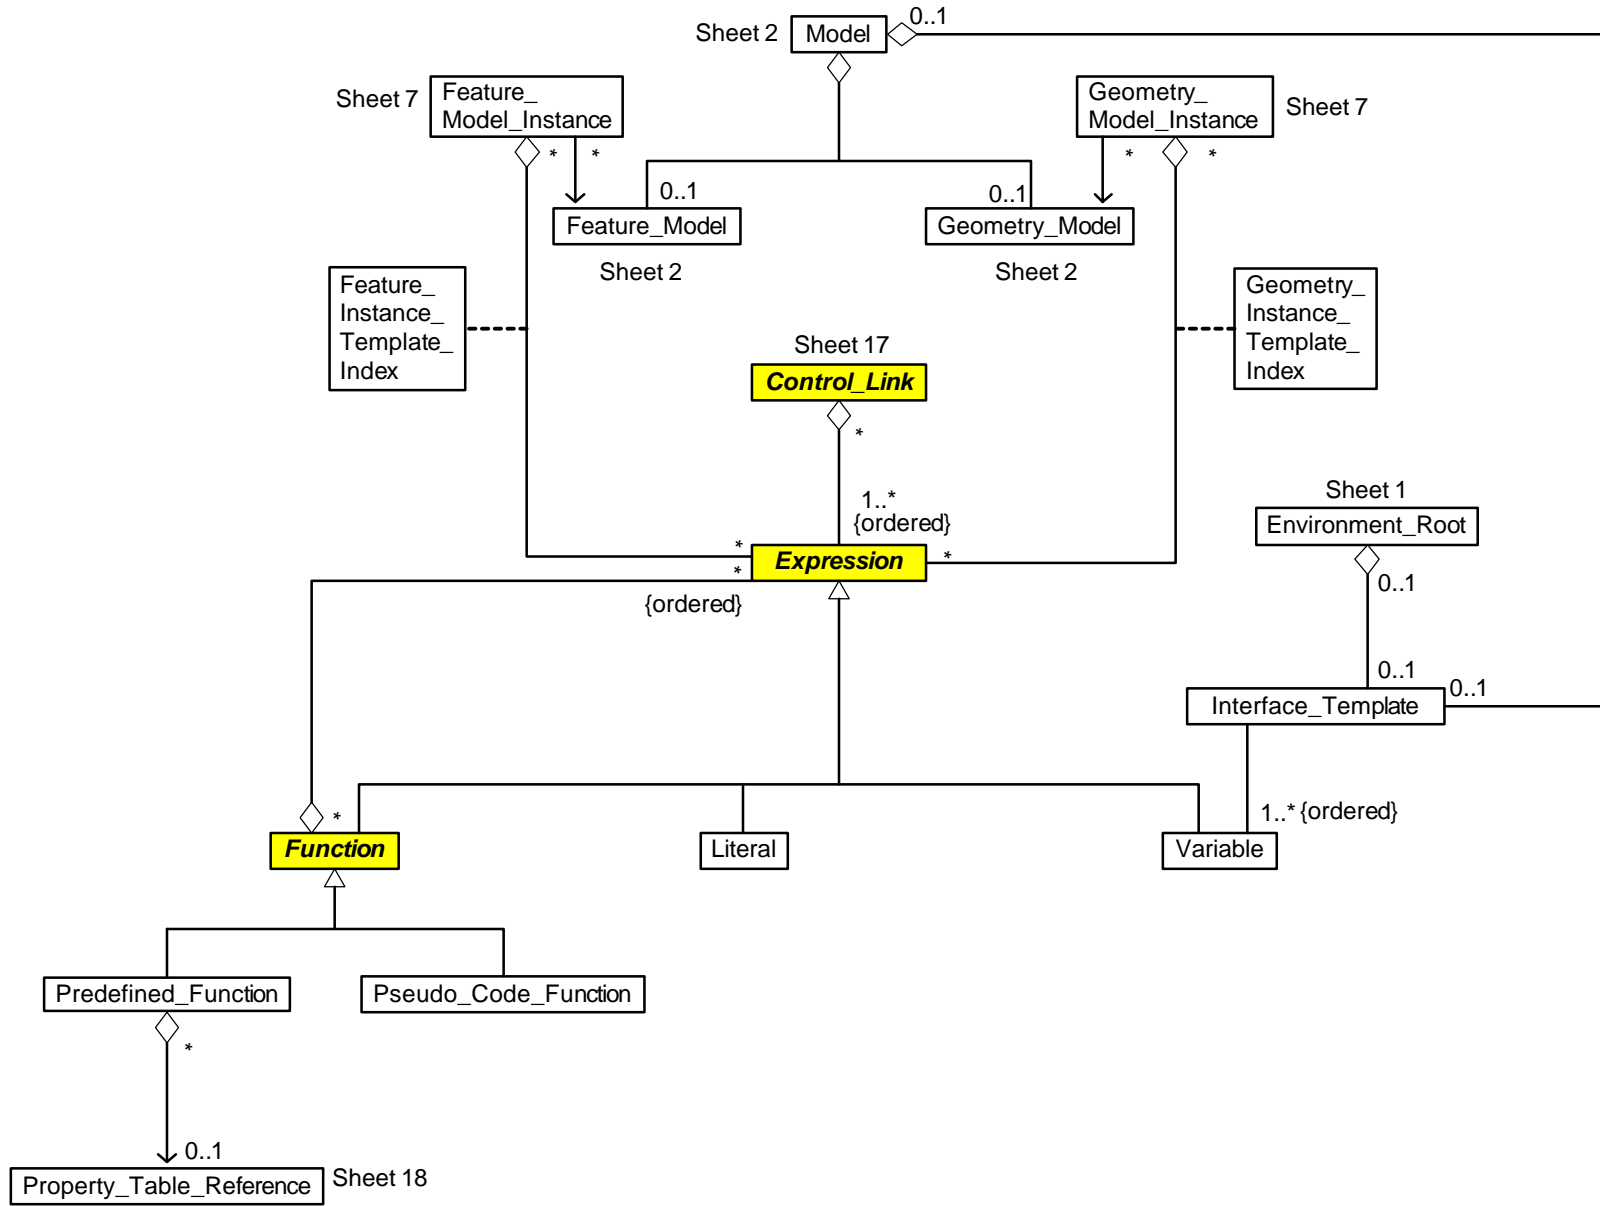 Sheet 2
Model
0..1
Sheet 7
Feature_
Model_Instance
Geometry_
Model_Instance
Sheet 7
*
*
*
*
0..1
0..1
Feature_Model
Geometry_Model
Sheet 2
Sheet 2
Feature_
Instance_
Template_
Index
Geometry_
Instance_
Template_
Index
Sheet 17
Control_Link
*
1..*
{ordered}
Sheet 1
Environment_Root
*
Expression
*
*
{ordered}
0..1
0..1
0..1
Interface_Template
*
1..* {ordered}
Function
Literal
Variable
Predefined_Function
Pseudo_Code_Function
*
0..1
Property_Table_Reference
Sheet 18